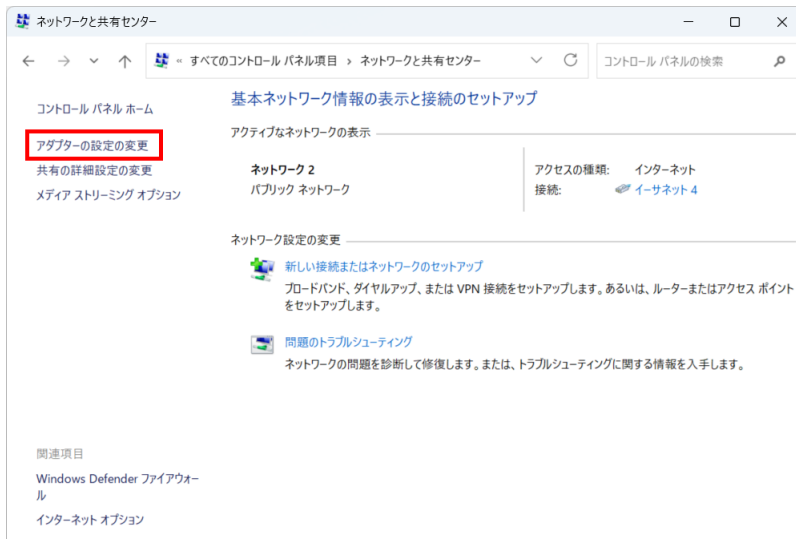 ネットワークと共有センター
« すべてのコントロール パネル項目 › ネットワークと共有センター
コントロール パネルの検索
コントロール パネル ホーム
アダプターの設定の変更
共有の詳細設定の変更
メディア ストリーミング オプション
基本ネットワーク情報の表示と接続のセットアップ
アクティブなネットワークの表示
ネットワーク 2
パブリック ネットワーク
アクセスの種類: インターネット
接続: イーサネット 4
ネットワーク設定の変更
新しい接続またはネットワークのセットアップ
ブロードバンド、ダイヤルアップ、または VPN 接続をセットアップします。あるいは、ルーターまたはアクセス ポイント
をセットアップします。
問題のトラブルシューティング
ネットワークの問題を診断して修復します。または、トラブルシューティングに関する情報を入手します。
関連項目
Windows Defender ファイアウォー
ル
インターネット オプション